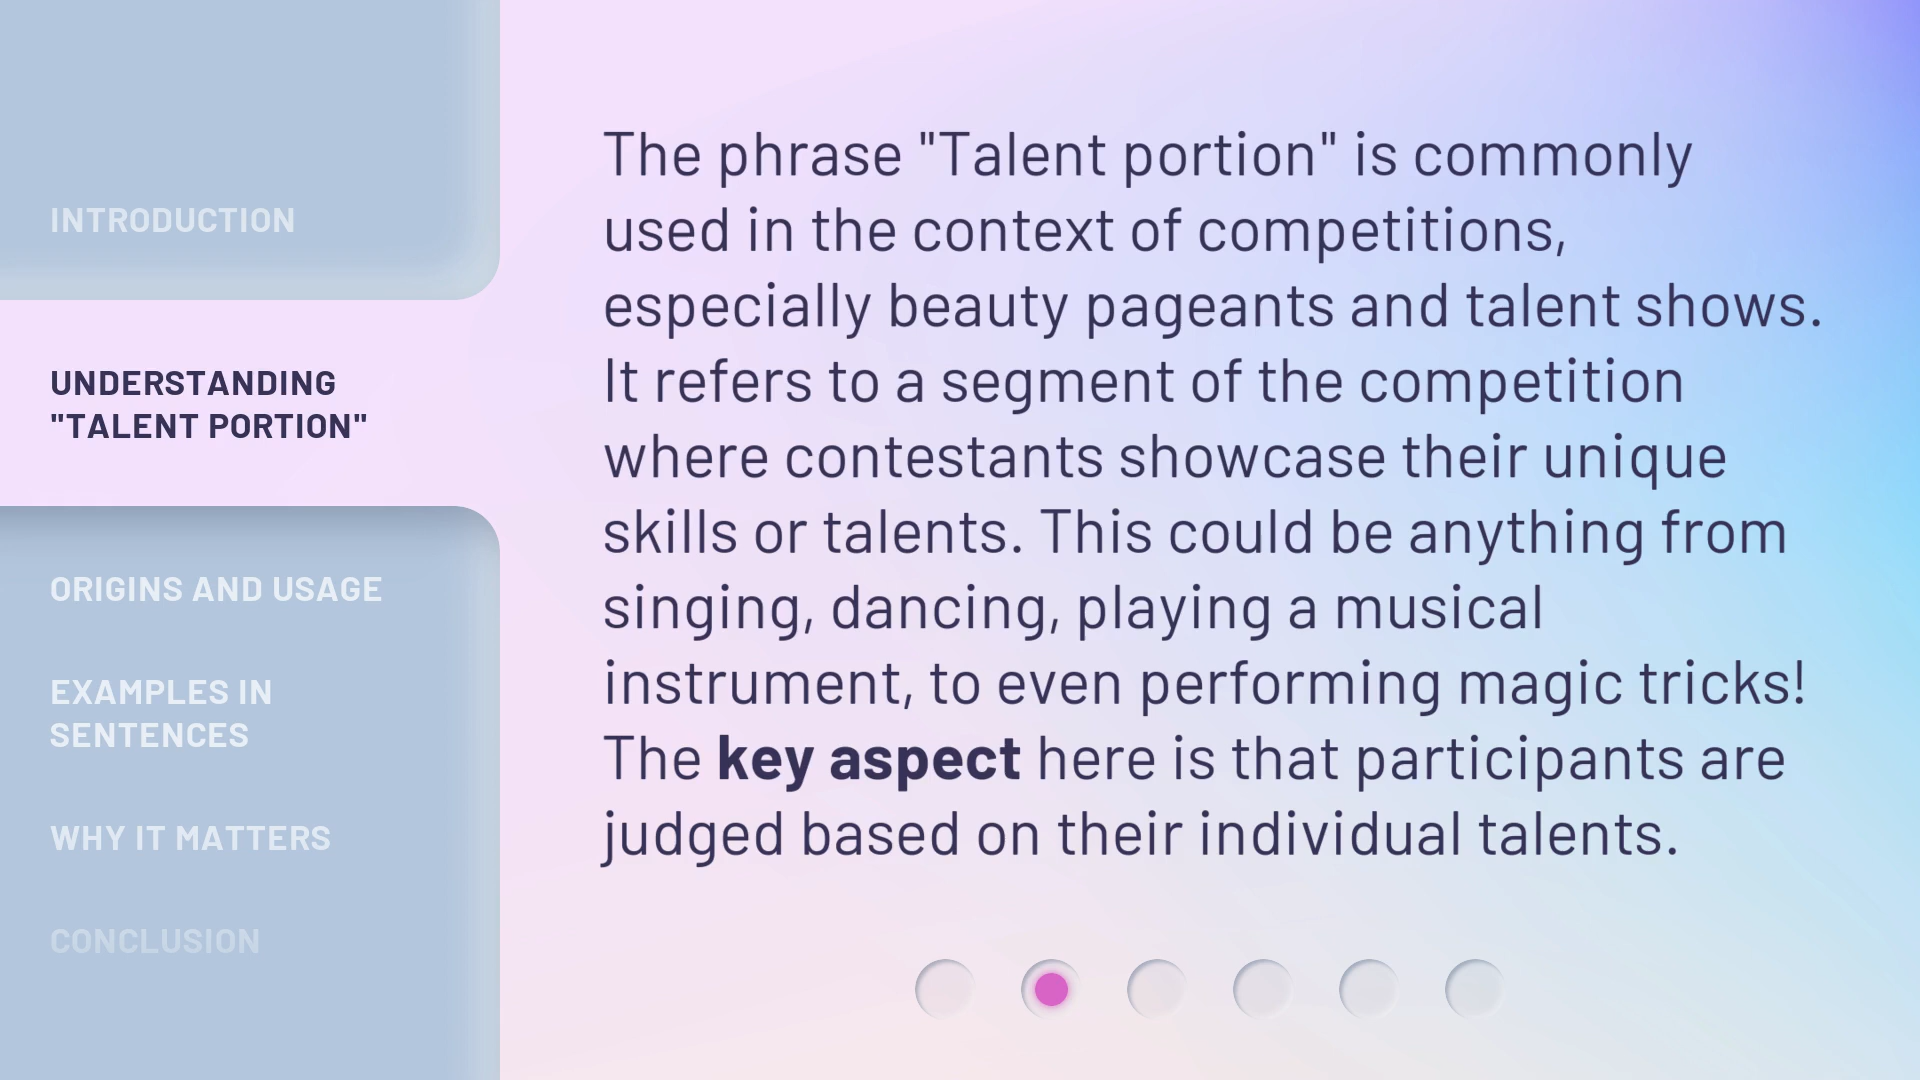 INTRODUCTION
UNDERSTANDING
"TALENT PORTION"
ORIGINS AND USAGE
EXAMPLES IN
SENTENCES
WHY IT MATTERS
CONCLUSION
The phrase "Talent portion" is commonly
used in the context of competitions,
especially beauty pageants and talent shows.
It refers to a segment of the competition
where contestants showcase their unique
skills or talents. This could be anything from
singing, dancing, playing a musical
instrument, to even performing magic tricks!
The key aspect here is that participants are
judged based on their individual talents.